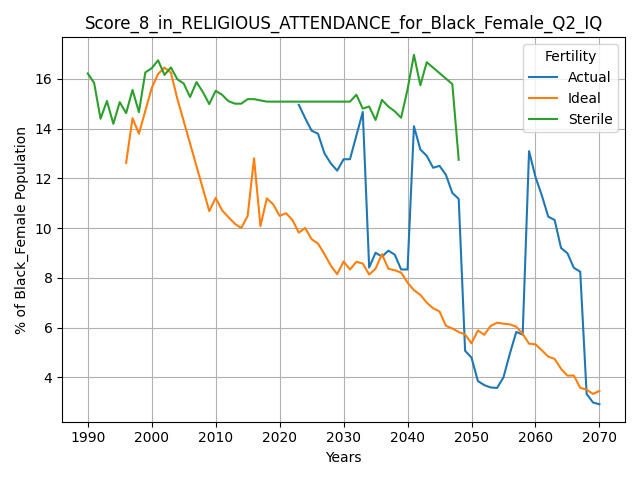 Score_8_in_RELIGIOUS_ATTENDANCE_for_Black_Female_Q2_IQ
Fertility
Actual
Ideal
Sterile
% of Black_Female Population
16
14
12
10
8
6
4
1990 2000 2010 2020 2030 2040 2050 2060 2070
Years